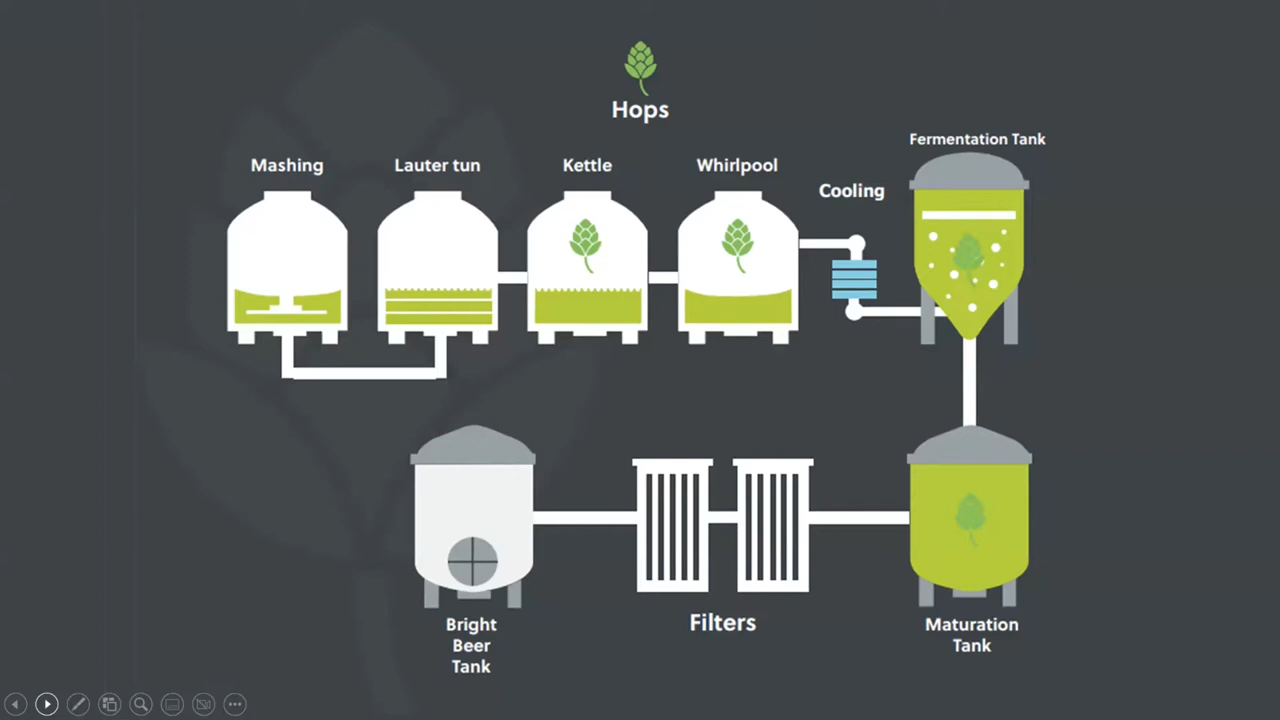 Hops
Mashing
Lauter tun
Kettle
Whirlpool
Cooling
Fermentation Tank
Bright
Beer
Tank
Filters
Maturation
Tank